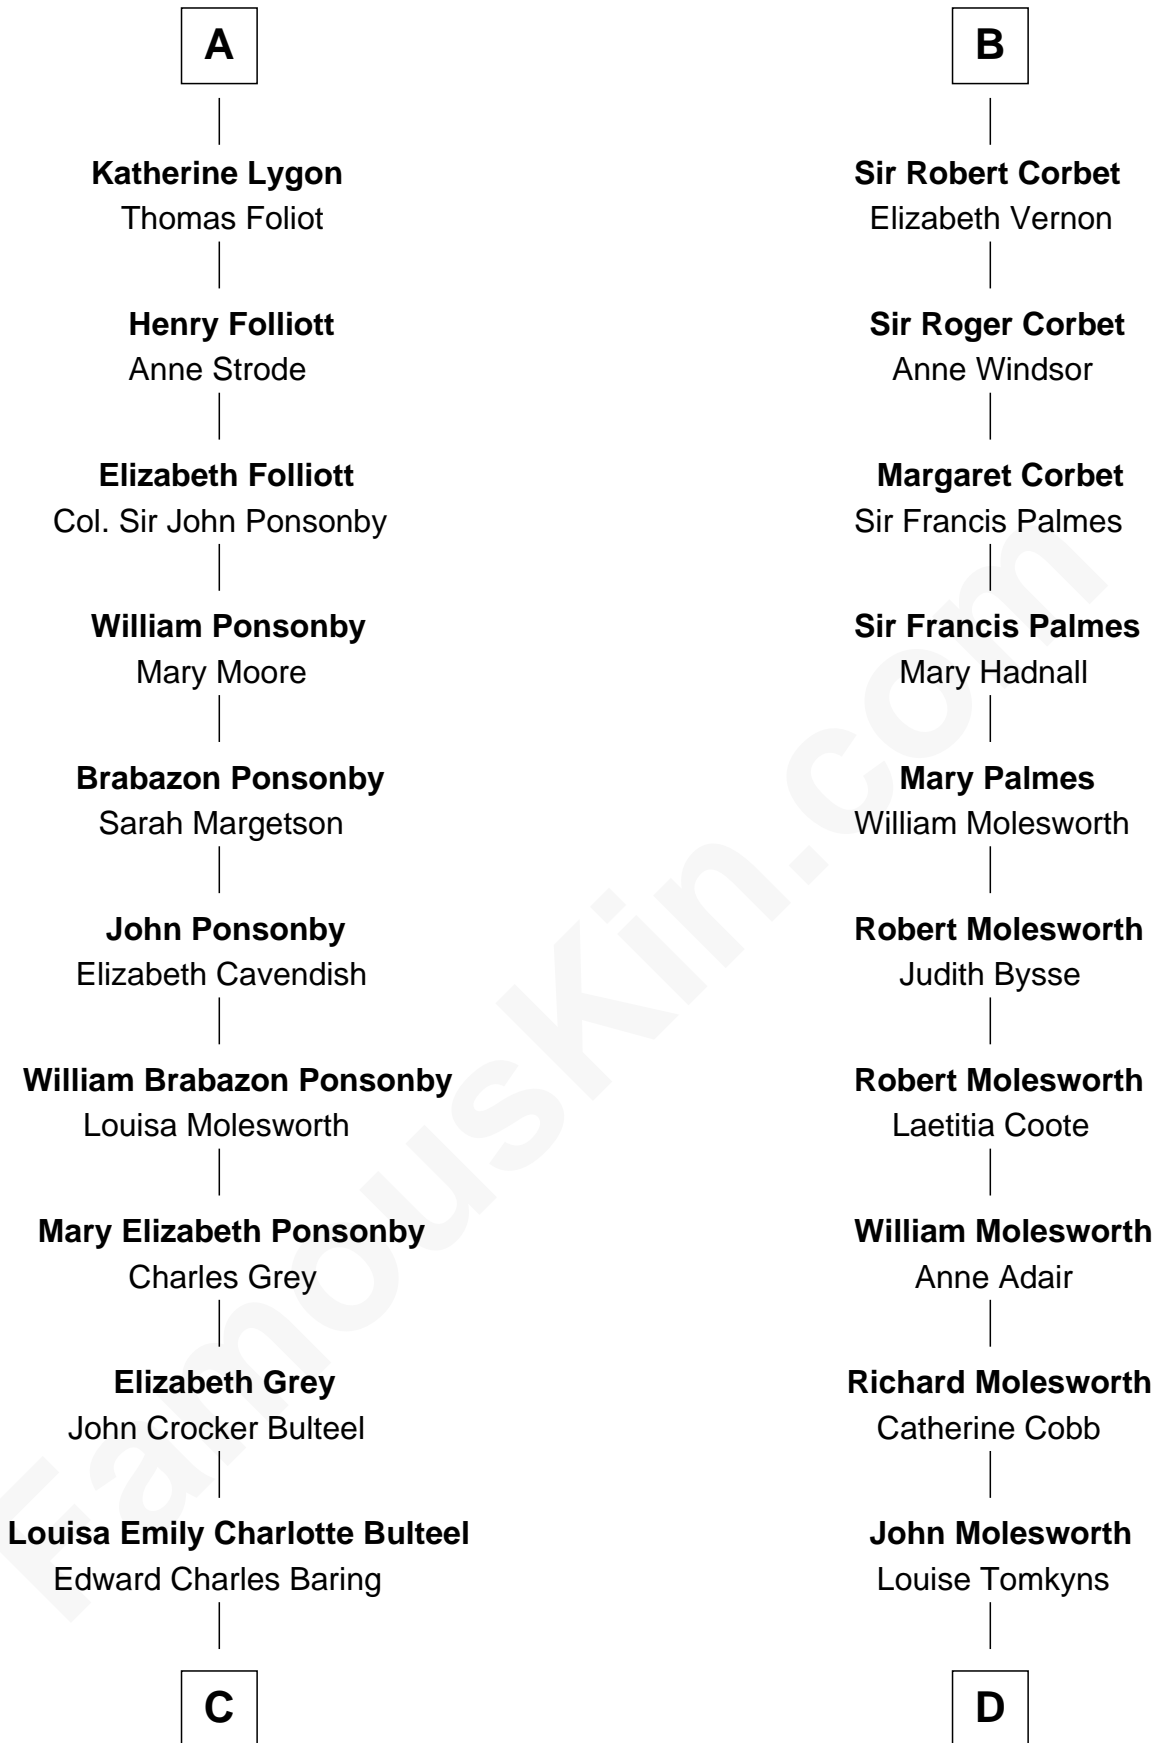 A
Katherine Lygon
Thomas Foliot
Henry Folliott
Anne Strode
Elizabeth Folliott
Col. Sir John Ponsonby
William Ponsonby
Mary Moore
Brabazon Ponsonby
Sarah Margetson
John Ponsonby
Elizabeth Cavendish
William Brabazon Ponsonby
Louisa Molesworth
Mary Elizabeth Ponsonby
Charles Grey
Elizabeth Grey
John Crocker Bulteel
Louisa Emily Charlotte Bulteel
Edward Charles Baring
C
B
Sir Robert Corbet
Elizabeth Vernon
Sir Roger Corbet
Anne Windsor
Margaret Corbet
Sir Francis Palmes
Sir Francis Palmes
Mary Hadnall
Mary Palmes
William Molesworth
Robert Molesworth
Judith Bysse
Robert Molesworth
Laetitia Coote
William Molesworth
Anne Adair
Richard Molesworth
Catherine Cobb
John Molesworth
Louise Tomkyns
D
FamousKin.com